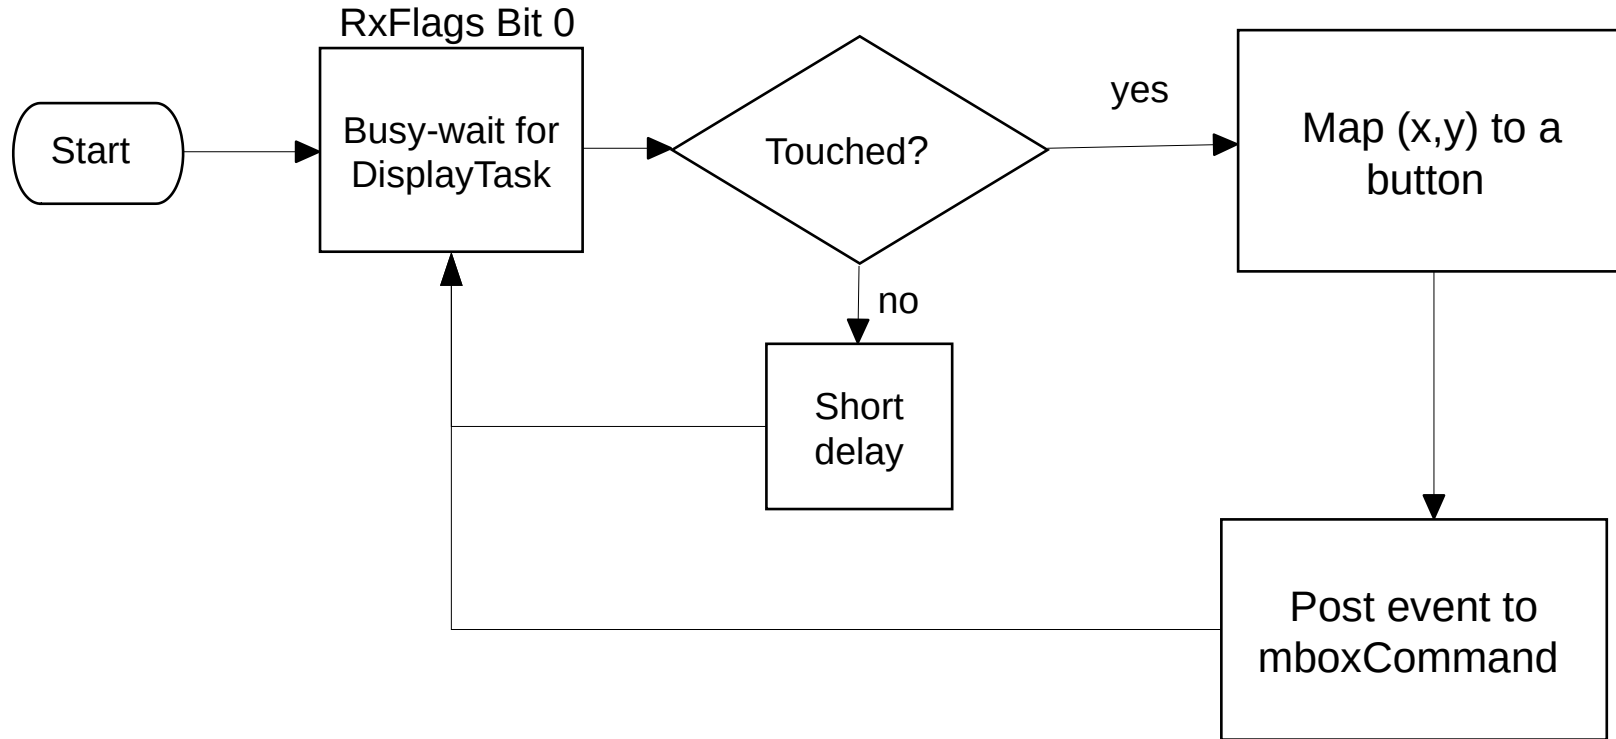 RxFlags Bit 0
Start
Busy-wait for
DisplayTask
Touched?
yes
Map (x,y) to a
button
no
Short
delay
Post event to
mboxCommand